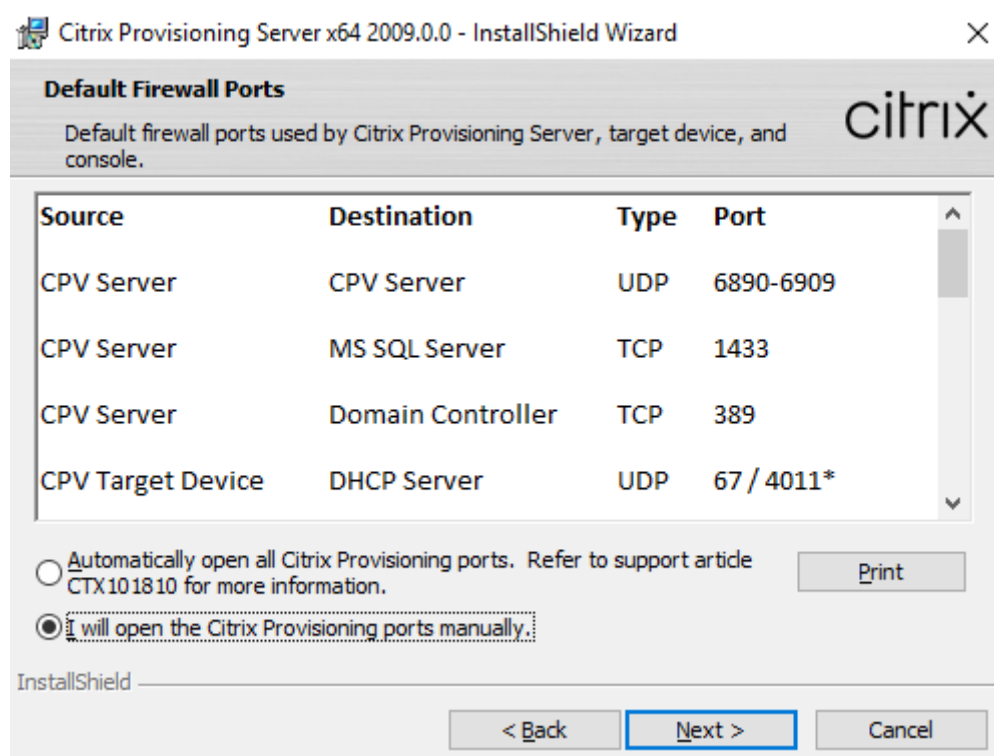 Citrix Provisioning Server x64 2009.0.0 - InstallShield Wizard
Default Firewall Ports
Default firewall ports used by Citrix Provisioning Server, target device, and
console.
citrix
Source Destination Type Port
CPV Server CPV Server UDP 6890-6909
CPV Server MS SQL Server TCP 1433
CPV Server Domain Controller TCP 389
CPV Target Device DHCP Server UDP 67 / 4011*
Automatically open all Citrix Provisioning ports. Refer to support article
CTX101810 for more information.
Print
I will open the Citrix Provisioning ports manually.
InstallShield
< Back Next > Cancel